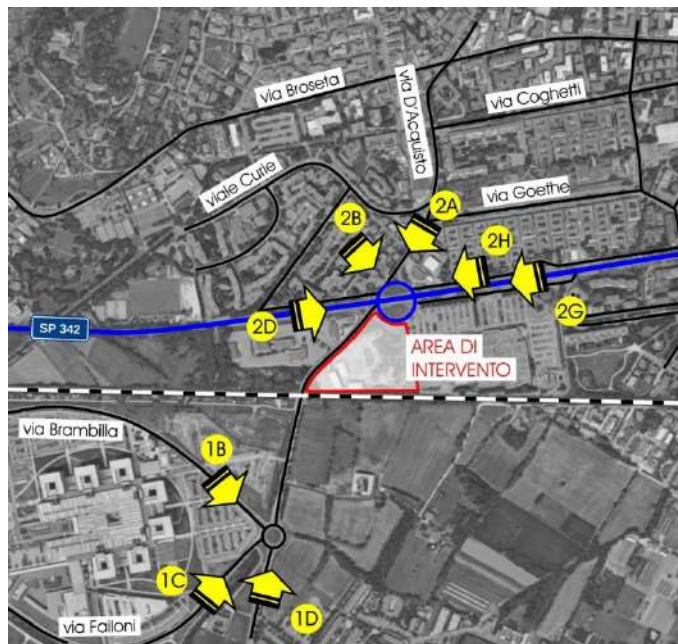 via Broseta
via D'Acquisto
via Coghetti
viale Curie
via Goethe
2A
2B
2H
2D
2G
SP 342
AREA DI
INTERVENTO
via Brambilla
1B
1C
1D
via Falloni